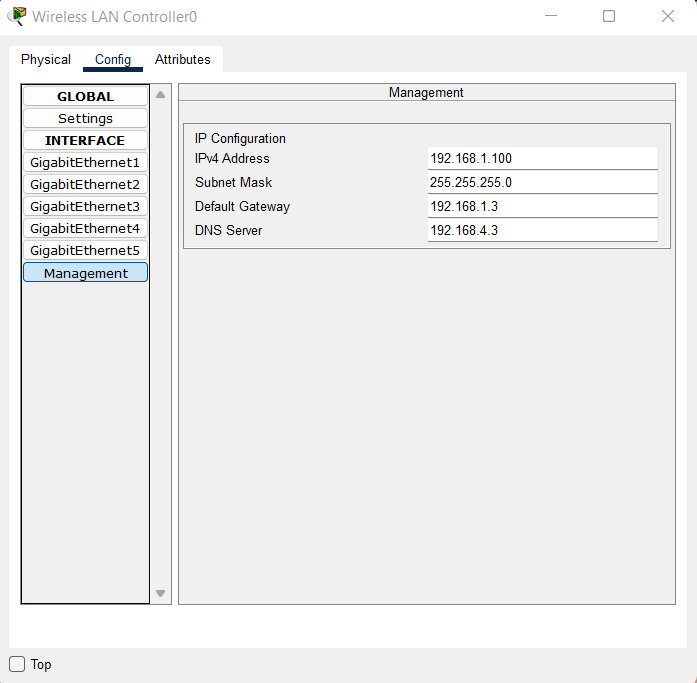 Wireless LAN Controller0
Physical Config Attributes
GLOBAL
Settings
INTERFACE
GigabitEthernet1
GigabitEthernet2
GigabitEthernet3
GigabitEthernet4
GigabitEthernet5
Management
Management
IP Configuration
IPv4 Address 192.168.1.100
Subnet Mask 255.255.255.0
Default Gateway 192.168.1.3
DNS Server 192.168.4.3
Top